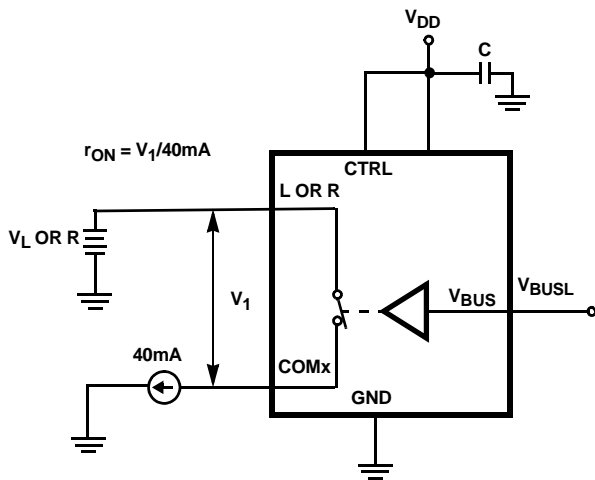 VDD
C
rON = V1/40mA
CTRL
L OR R
VL OR R
V1
VBUS
VBUSL
40mA
COMx
GND